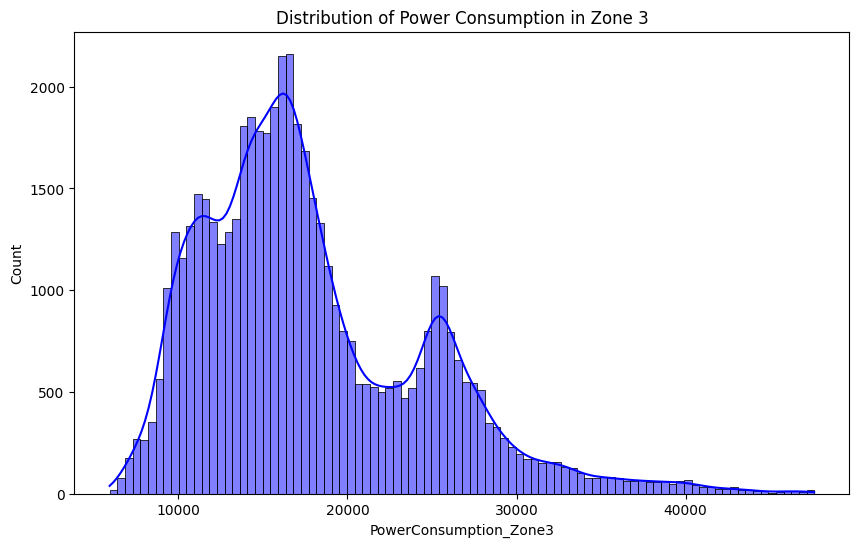 Distribution of Power Consumption in Zone 3
2000
1500
1000
500
0
Count
10000 20000 30000 40000
PowerConsumption_Zone3